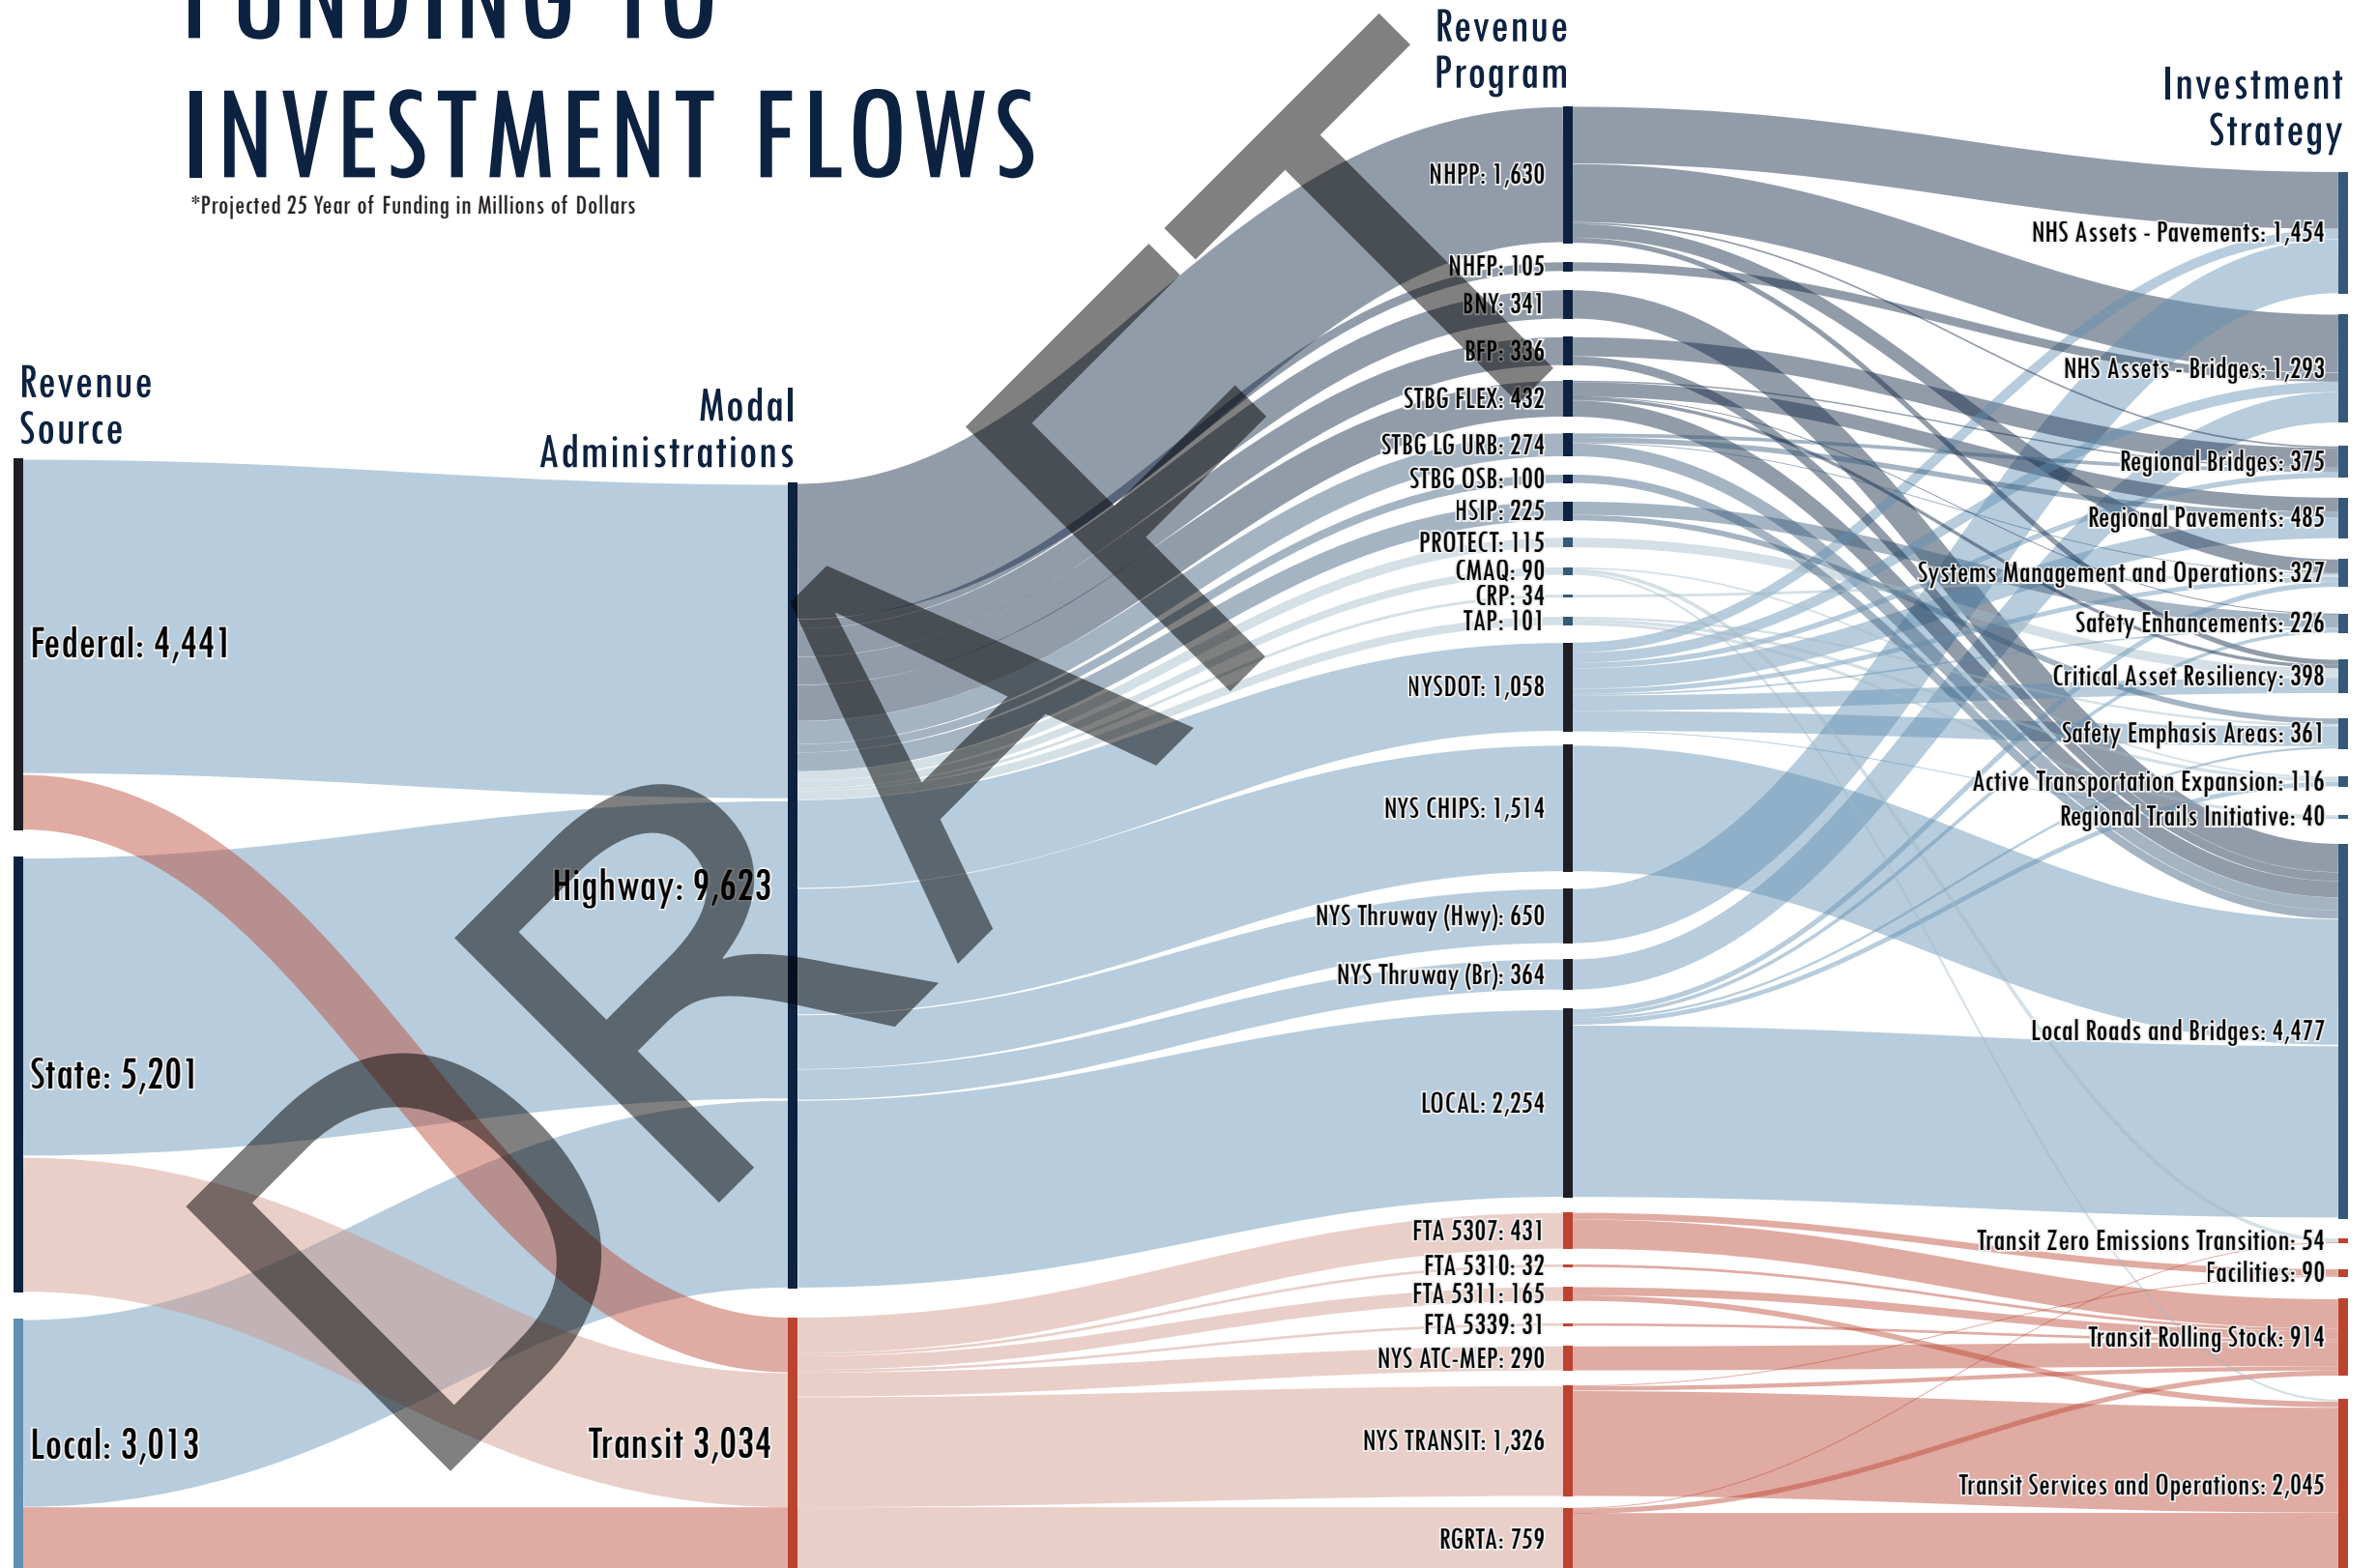 FUNDING TO
INVESTMENT FLOWS
*Projected 25 Year of Funding in Millions of Dollars
Revenue
Source
Federal: 4,441
State: 5,201
Local: 3,013
Modal
Administrations
Highway: 9,623
Transit 3,034
Revenue
Program
NHPP: 1,630
NHFP: 105
BNY: 341
BFP: 336
STBG FLEX: 432
STBG LG URB: 274
STBG OSB: 100
HSIP: 225
PROTECT: 115
CMAQ: 90
CRP: 34
TAP: 101
NYSDOT: 1,058
NYS CHIPS: 1,514
NYS Thruway (Hwy): 650
NYS Thruway (Br): 364
LOCAL: 2,254
FTA 5307: 431
FTA 5310: 32
FTA 5311: 165
FTA 5339: 31
NYS ATC-MEP: 290
NYS TRANSIT: 1,326
RGRTA: 759
Investment
Strategy
NHS Assets - Pavements: 1,454
NHS Assets - Bridges: 1,293
Regional Bridges: 375
Regional Pavements: 485
Systems Management and Operations: 327
Safety Enhancements: 226
Critical Asset Resiliency: 398
Safety Emphasis Areas: 361
Active Transportation Expansion: 116
Regional Trails Initiative: 40
Local Roads and Bridges: 4,477
Transit Zero Emissions Transition: 54
Facilities: 90
Transit Rolling Stock: 914
Transit Services and Operations: 2,045
DRAFT